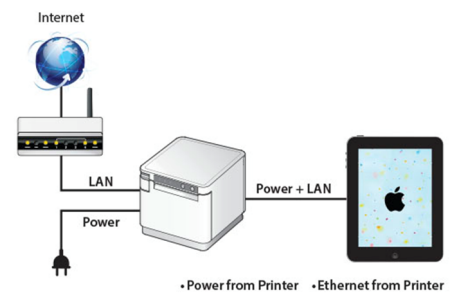 Internet
LAN
Power + LAN
Power
• Power from Printer • Ethernet from Printer